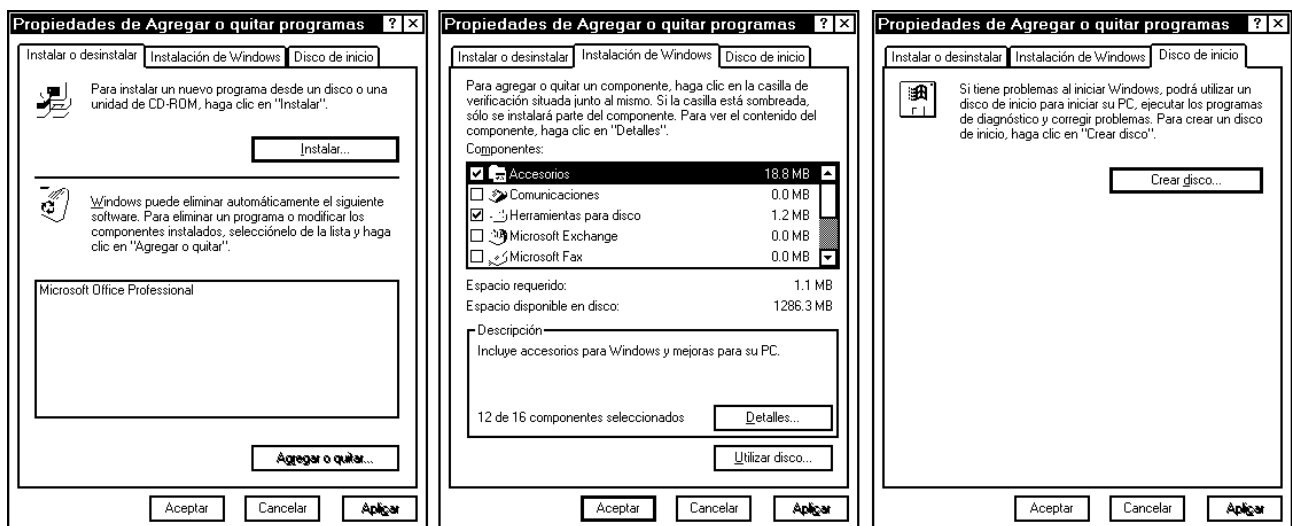 Propiedades de Agregar o quitar programas
Instalar o desinstalar
Instalación de Windows
Disco de inicio
Para instalar un nuevo programa desde un disco o una
unidad de CD-ROM, haga clic en "Instalar".
Instalar...
Windows puede eliminar automáticamente el siguiente
software. Para eliminar un programa o modificar los
componentes instalados, selecciónelo de la lista y haga
clic en "Agregar o quitar".
Microsoft Office Professional
Agregar o quitar...
Aceptar
Cancelar
Aplicar
Propiedades de Agregar o quitar programas
Instalar o desinstalar
Instalación de Windows
Disco de inicio
Para agregar o quitar un componente, haga clic en la casilla de
verificación situada junto al mismo. Si la casilla está sombreada,
sólo se instalará parte del componente. Para ver el contenido del
componente, haga clic en "Detalles".
Componentes:
Accesorios 18.8 MB
Comunicaciones 0.0 MB
Herramientas para disco 1.2 MB
Microsoft Exchange 0.0 MB
Microsoft Fax 0.0 MB
Espacio requerido: 1.1 MB
Espacio disponible en disco: 1286.3 MB
Descripción
Incluye accesorios para Windows y mejoras para su PC.
12 de 16 componentes seleccionados
Detalles...
Utilizar disco...
Aceptar
Cancelar
Aplicar
Propiedades de Agregar o quitar programas
Instalar o desinstalar
Instalación de Windows
Disco de inicio
Si tiene problemas al iniciar Windows, podrá utilizar un
disco de inicio para iniciar su PC, ejecutar los programas
de diagnóstico y corregir problemas. Para crear un disco
de inicio, haga clic en "Crear disco".
Crear disco...
Aceptar
Cancelar
Aplicar